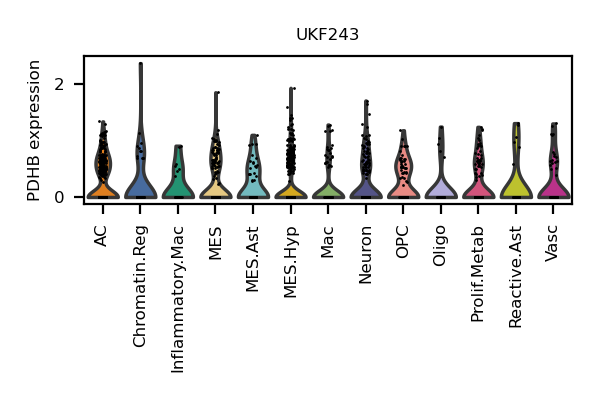 UKF243
PDHB expression
2
0
AC
Chromatin.Reg
Inflammatory.Mac
MES
MES.Ast
MES.Hyp
Mac
Neuron
OPC
Oligo
Prolif.Metab
Reactive.Ast
Vasc